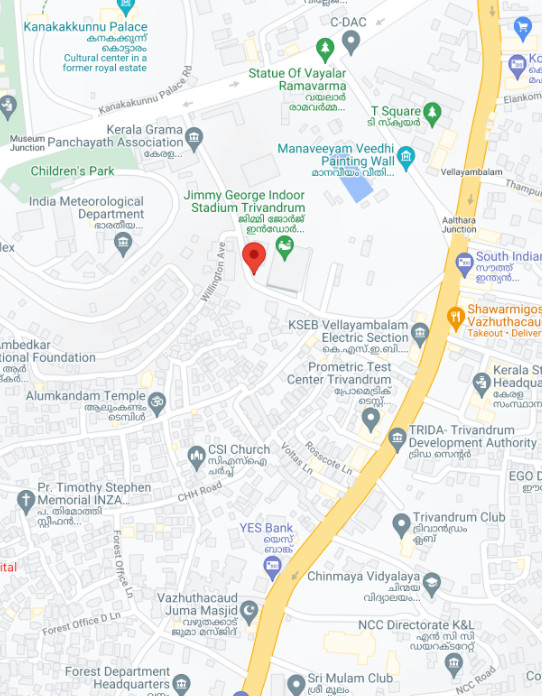 Kanakakkunnu Palace
കനകക്കുന്ന്
കൊട്ടാരം
Cultural center in a
former royal estate
C-DAC
Statue Of Vayalar
Ramavarma
വയലാർ
രാമവർമ്മ...
Kanakakunnu Palace Rd
T Square
ടി സ്ക്വയർ
Elankom
Museum
Junction
Kerala Grama
Panchayath Association
കേരള...
Manaveeyam Veedhi
Painting Wall
മാനവീയം വീഥി...
Vellayambalam
Children's Park
Thampur
India Meteorological
Department
ഭാരതീയ...
Jimmy George Indoor
Stadium Trivandrum
ജിമ്മി ജോർജ്
ഇൻഡോർ...
Aalthara
Junction
Willington Ave
South Indian
സൗത്ത്
ഇന്ത്യൻ...
KSEB Vellayambalam
Electric Section
കെ.എസ്.ഇ.ബി....
Shawarmigos
Vazhuthacaud
Takeout • Deliver
Ambedkar
tional Foundation
ആർ
Prometric Test
Center Trivandrum
പ്രോമെട്രിക്
ടെസ്റ്റ്...
Kerala St
Headqua
കേരള
സംസ്ഥാന
Alumkandam Temple
ആലുംകണ്ടം
ടെമ്പിൾ
TRIDA- Trivandrum
Development Authority
ട്രിഡ സെന്റർ
CSI Church
സിഎസ്ഐ
ചർച്ച്
Voltas Ln
Rosscote Ln
EGO D
Pr. Timothy Stephen
Memorial INZA...
പ. തിമോത്തി
സ്റ്റീഫൻ...
CHH Road
Trivandrum Club
ട്രിവാൻഡ്രം
ക്ലബ്
YES Bank
യെസ്
ബാങ്ക്
Forest Office Ln
ital
Chinmaya Vidyalaya
ചിന്മയ
വിദ്യാലയം...
Vazhuthacaud
Juma Masjid
വഴുതക്കാട്
ജുമാ മസ്ജിദ്
Forest Office D Ln
NCC Directorate K&L
എൻ സി സി
ഡയറക്ടറേറ്റ്
Forest Department
Headquarters
Sri Mulam Club
ശ്രീ മൂലം
NCC Road